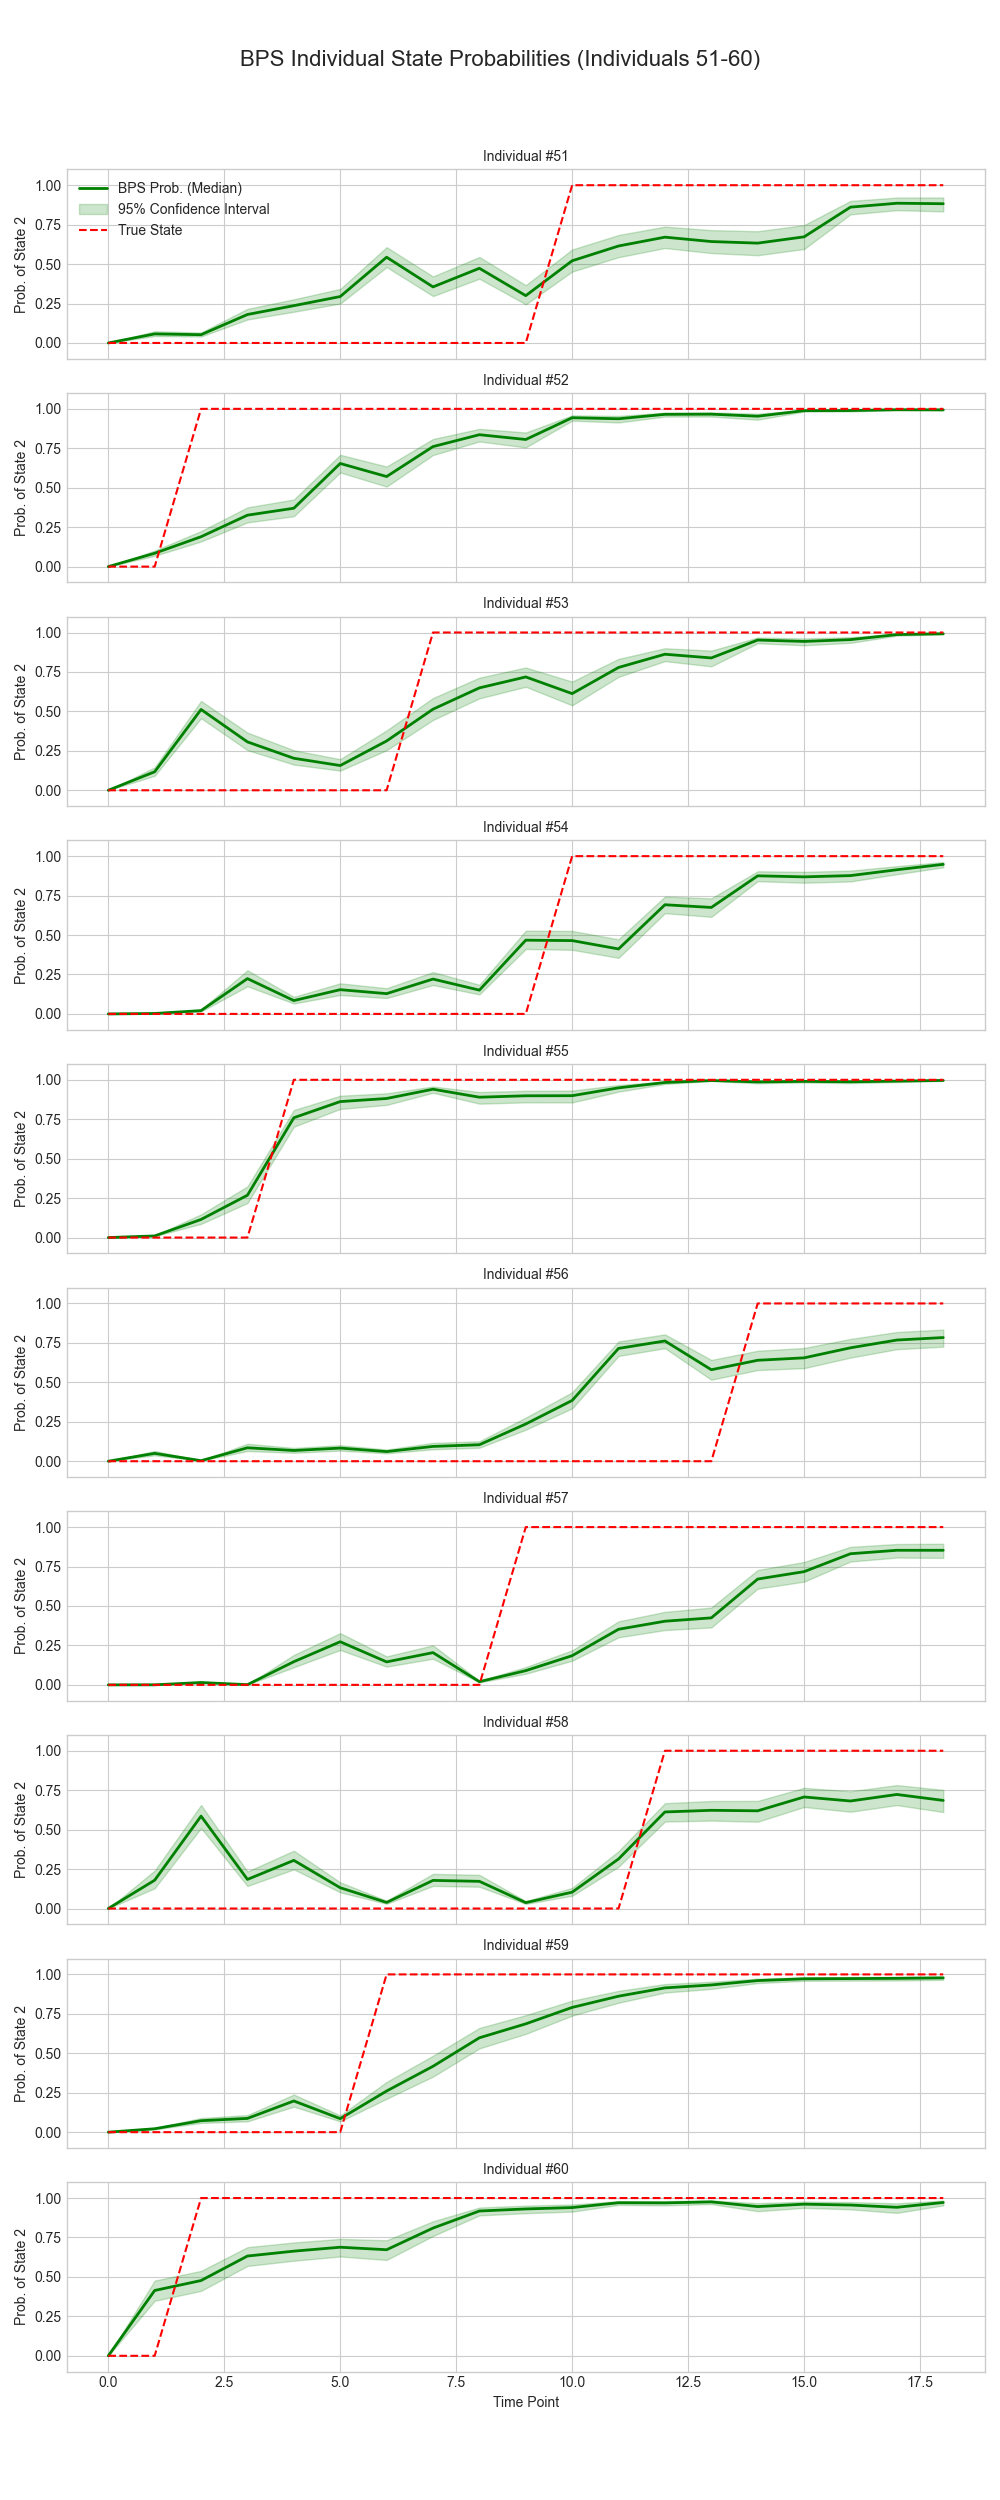 BPS Individual State Probabilities (Individuals 51-60)
Individual #51
1.00
0.75
0.50
0.25
0.00
Prob. of State 2
BPS Prob. (Median)
95% Confidence Interval
True State
Individual #52
1.00
0.75
0.50
0.25
0.00
Prob. of State 2
Individual #53
1.00
0.75
0.50
0.25
0.00
Prob. of State 2
Individual #54
1.00
0.75
0.50
0.25
0.00
Prob. of State 2
Individual #55
1.00
0.75
0.50
0.25
0.00
Prob. of State 2
Individual #56
1.00
0.75
0.50
0.25
0.00
Prob. of State 2
Individual #57
1.00
0.75
0.50
0.25
0.00
Prob. of State 2
Individual #58
1.00
0.75
0.50
0.25
0.00
Prob. of State 2
Individual #59
1.00
0.75
0.50
0.25
0.00
Prob. of State 2
Individual #60
1.00
0.75
0.50
0.25
0.00
Prob. of State 2
0.0 2.5 5.0 7.5 10.0 12.5 15.0 17.5
Time Point